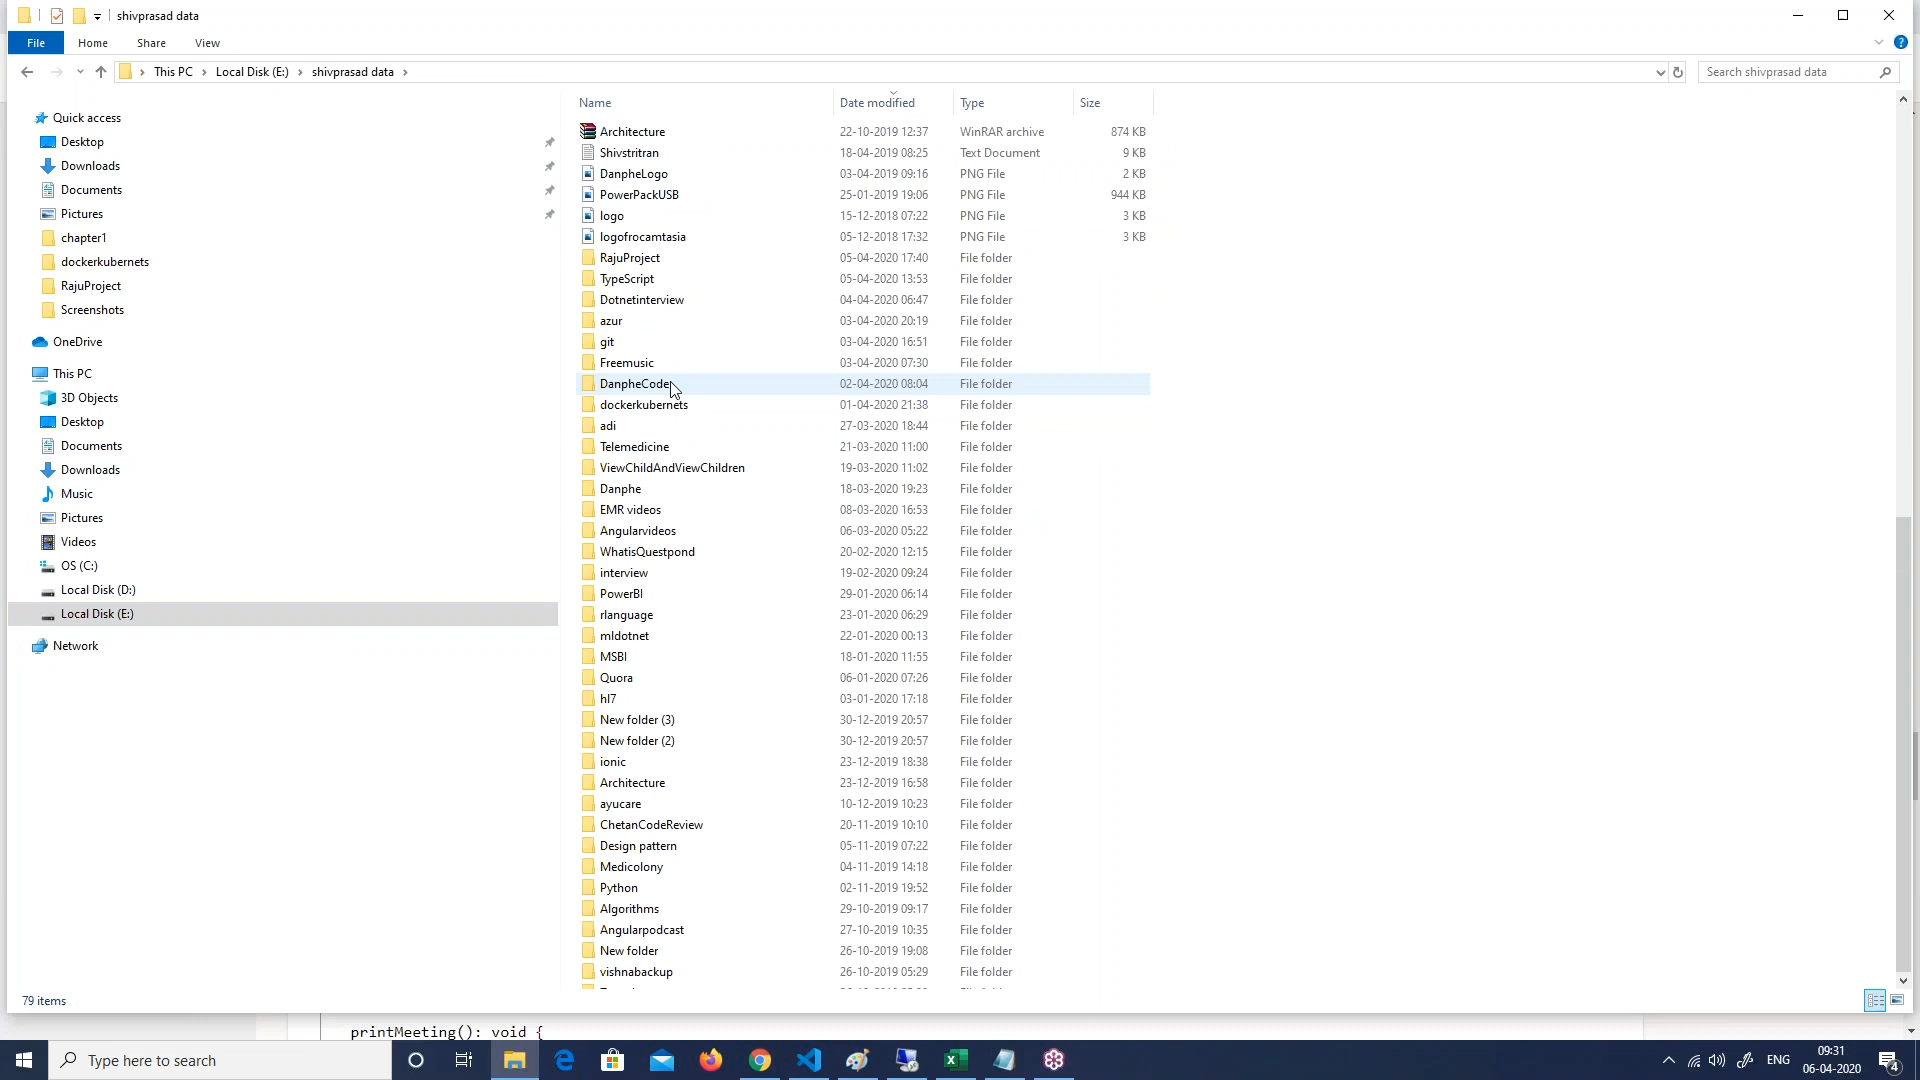 shivprasad data
File Home Share View
This PC Local Disk (E:) shivprasad data
Search shivprasad data
Name Date modified Type Size
Quick access
Desktop
Downloads
Documents
Pictures
chapter1
dockerkubernets
RajuProject
Screenshots
OneDrive
This PC
3D Objects
Desktop
Documents
Downloads
Music
Pictures
Videos
OS (C:)
Local Disk (D:)
Local Disk (E:)
Network
Architecture 22-10-2019 12:37 WinRAR archive 874 KB
Shivstritran 18-04-2019 08:25 Text Document 9 KB
DanpheLogo 03-04-2019 09:16 PNG File 2 KB
PowerPackUSB 25-01-2019 19:06 PNG File 944 KB
logo 15-12-2018 07:22 PNG File 3 KB
logofrocamtasia 05-12-2018 17:32 PNG File 3 KB
RajuProject 05-04-2020 17:40 File folder
TypeScript 05-04-2020 13:53 File folder
Dotnetinterview 04-04-2020 06:47 File folder
azur 03-04-2020 20:19 File folder
git 03-04-2020 16:51 File folder
Freemusic 03-04-2020 07:30 File folder
DanpheCode 02-04-2020 08:04 File folder
dockerkubernets 01-04-2020 21:38 File folder
adi 27-03-2020 18:44 File folder
Telemedicine 21-03-2020 11:00 File folder
ViewChildAndViewChildren 19-03-2020 11:02 File folder
Danphe 18-03-2020 19:23 File folder
EMR videos 08-03-2020 16:53 File folder
Angularvideos 06-03-2020 05:22 File folder
WhatisQuestpond 20-02-2020 12:15 File folder
interview 19-02-2020 09:24 File folder
PowerBI 29-01-2020 06:14 File folder
rlanguage 23-01-2020 06:29 File folder
mldotnet 22-01-2020 00:13 File folder
MSBI 18-01-2020 11:55 File folder
Quora 06-01-2020 07:26 File folder
hl7 03-01-2020 17:18 File folder
New folder (3) 30-12-2019 20:57 File folder
New folder (2) 30-12-2019 20:57 File folder
ionic 23-12-2019 18:38 File folder
Architecture 23-12-2019 16:58 File folder
ayucare 10-12-2019 10:23 File folder
ChetanCodeReview 20-11-2019 10:10 File folder
Design pattern 05-11-2019 07:22 File folder
Medicolony 04-11-2019 14:18 File folder
Python 02-11-2019 19:52 File folder
Algorithms 29-10-2019 09:17 File folder
Angularpodcast 27-10-2019 10:35 File folder
New folder 26-10-2019 19:08 File folder
vishnabackup 26-10-2019 05:29 File folder
79 items
printMeeting(): void {
Type here to search
ENG
09:31
06-04-2020
4